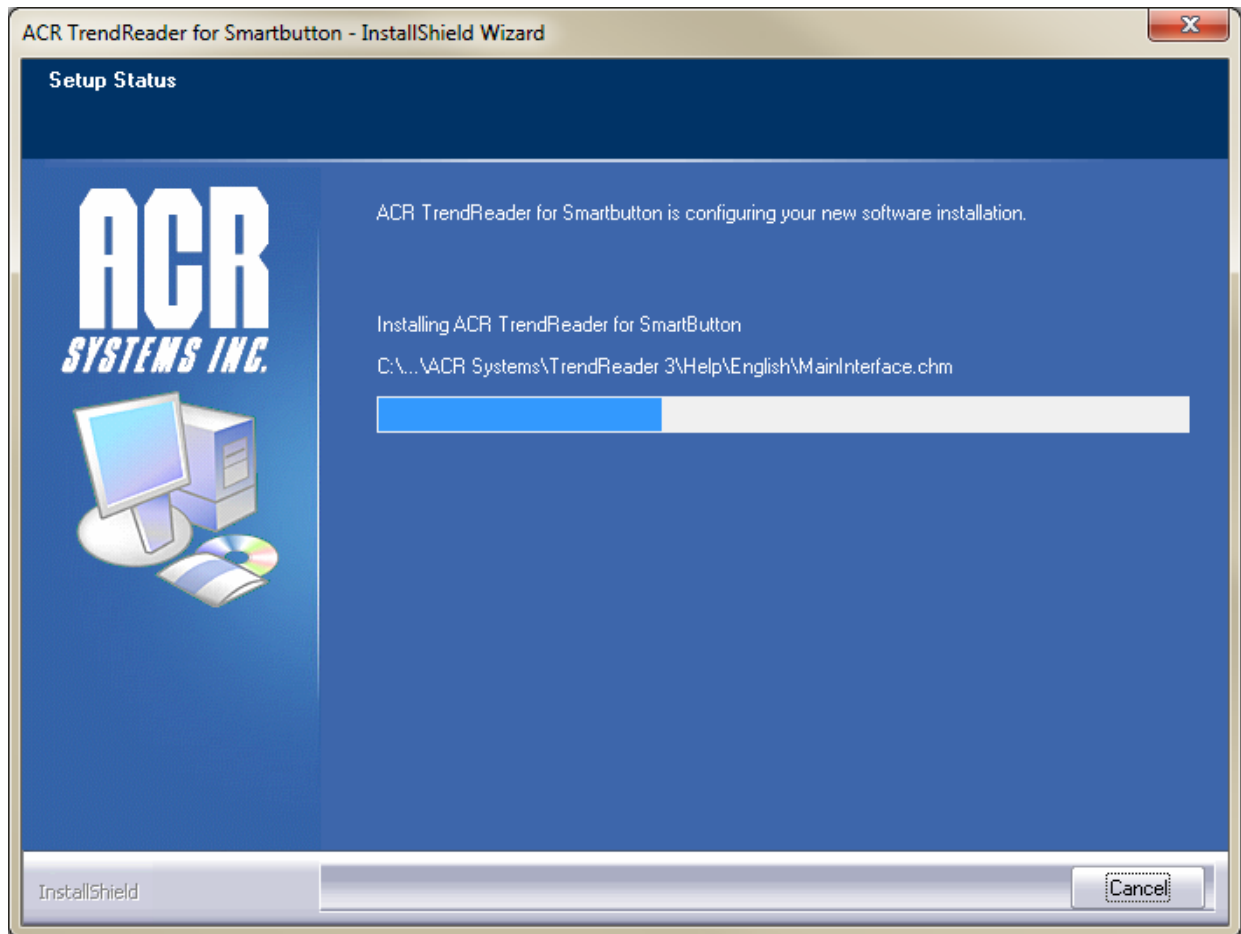 ACR TrendReader for Smartbutton - InstallShield Wizard
Setup Status
ACR
SYSTEMS INC.
ACR TrendReader for Smartbutton is configuring your new software installation.
Installing ACR TrendReader for SmartButton
C:\...\ACR Systems\TrendReader 3\Help\English\MainInterface.chm
InstallShield
Cancel